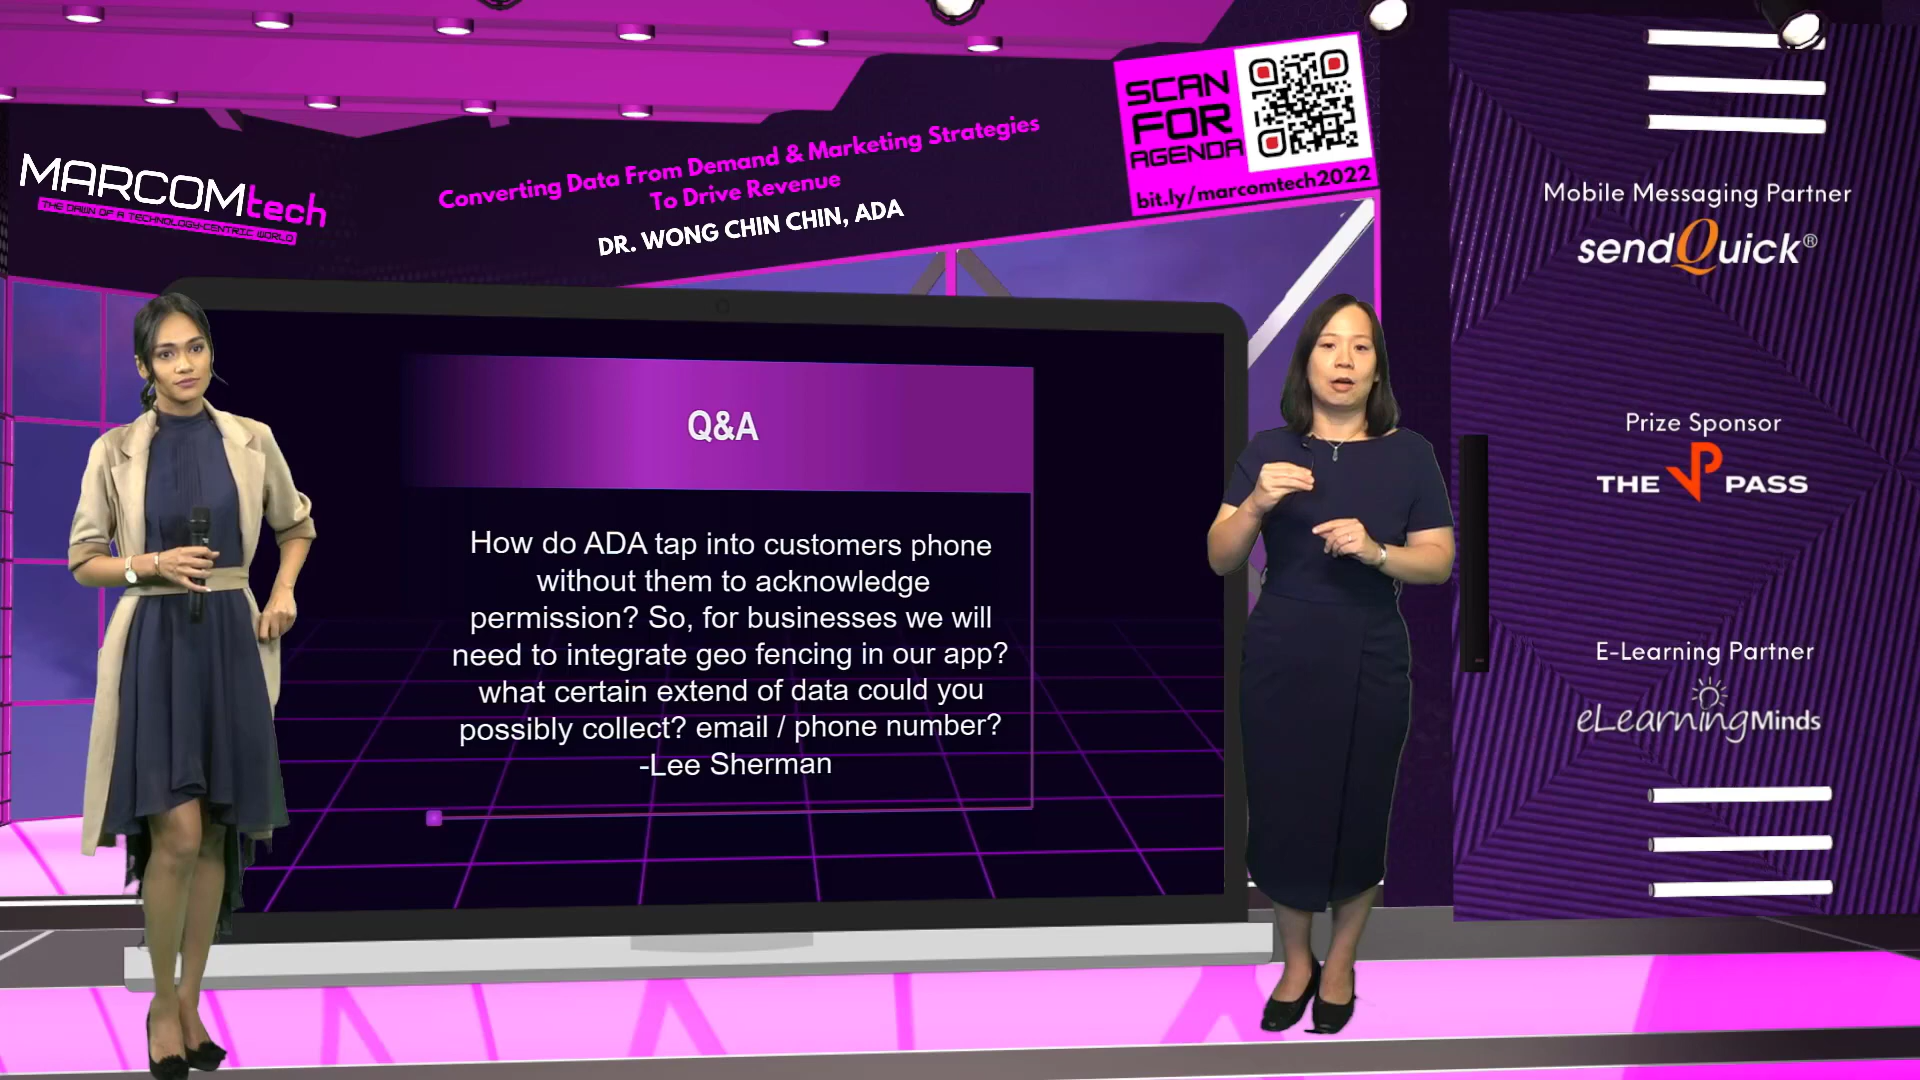 MARCOMtech
THE DAWN OF A TECHNOLOGY-CENTRIC WORLD
Converting Data From Demand & Marketing Strategies
To Drive Revenue
DR. WONG CHIN CHIN, ADA
SCAN
FOR
AGENDA
bit.ly/marcomtech2022
Q&A
How do ADA tap into customers phone
without them to acknowledge
permission? So, for businesses we will
need to integrate geo fencing in our app?
what certain extend of data could you
possibly collect? email / phone number?
-Lee Sherman
Mobile Messaging Partner
sendQuick®
Prize Sponsor
THE VP PASS
E-Learning Partner
eLearningMinds